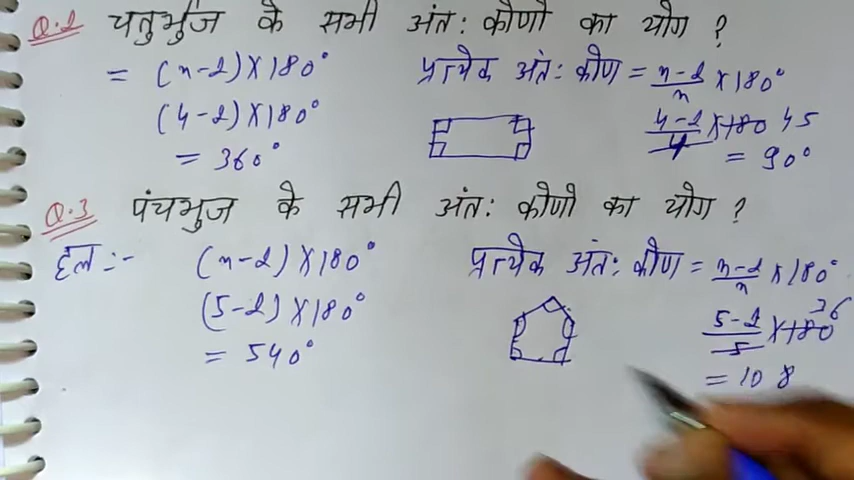 Q.2 चतुर्भुज के सभी अंत: कोणो का योग ?
= (n-2)×180° प्रत्येक अंत: कोण = n-2/n × 180°
(4-2)×180° 4-2/4 × 180 45
= 360° = 90°
Q.3 पंचभुज के सभी अंत: कोणो का योग ?
हल:- (n-2)×180° प्रत्येक अंत: कोण = n-2/n × 180°
(5-2)×180° 5-2/5 × 180 36
= 540° = 108